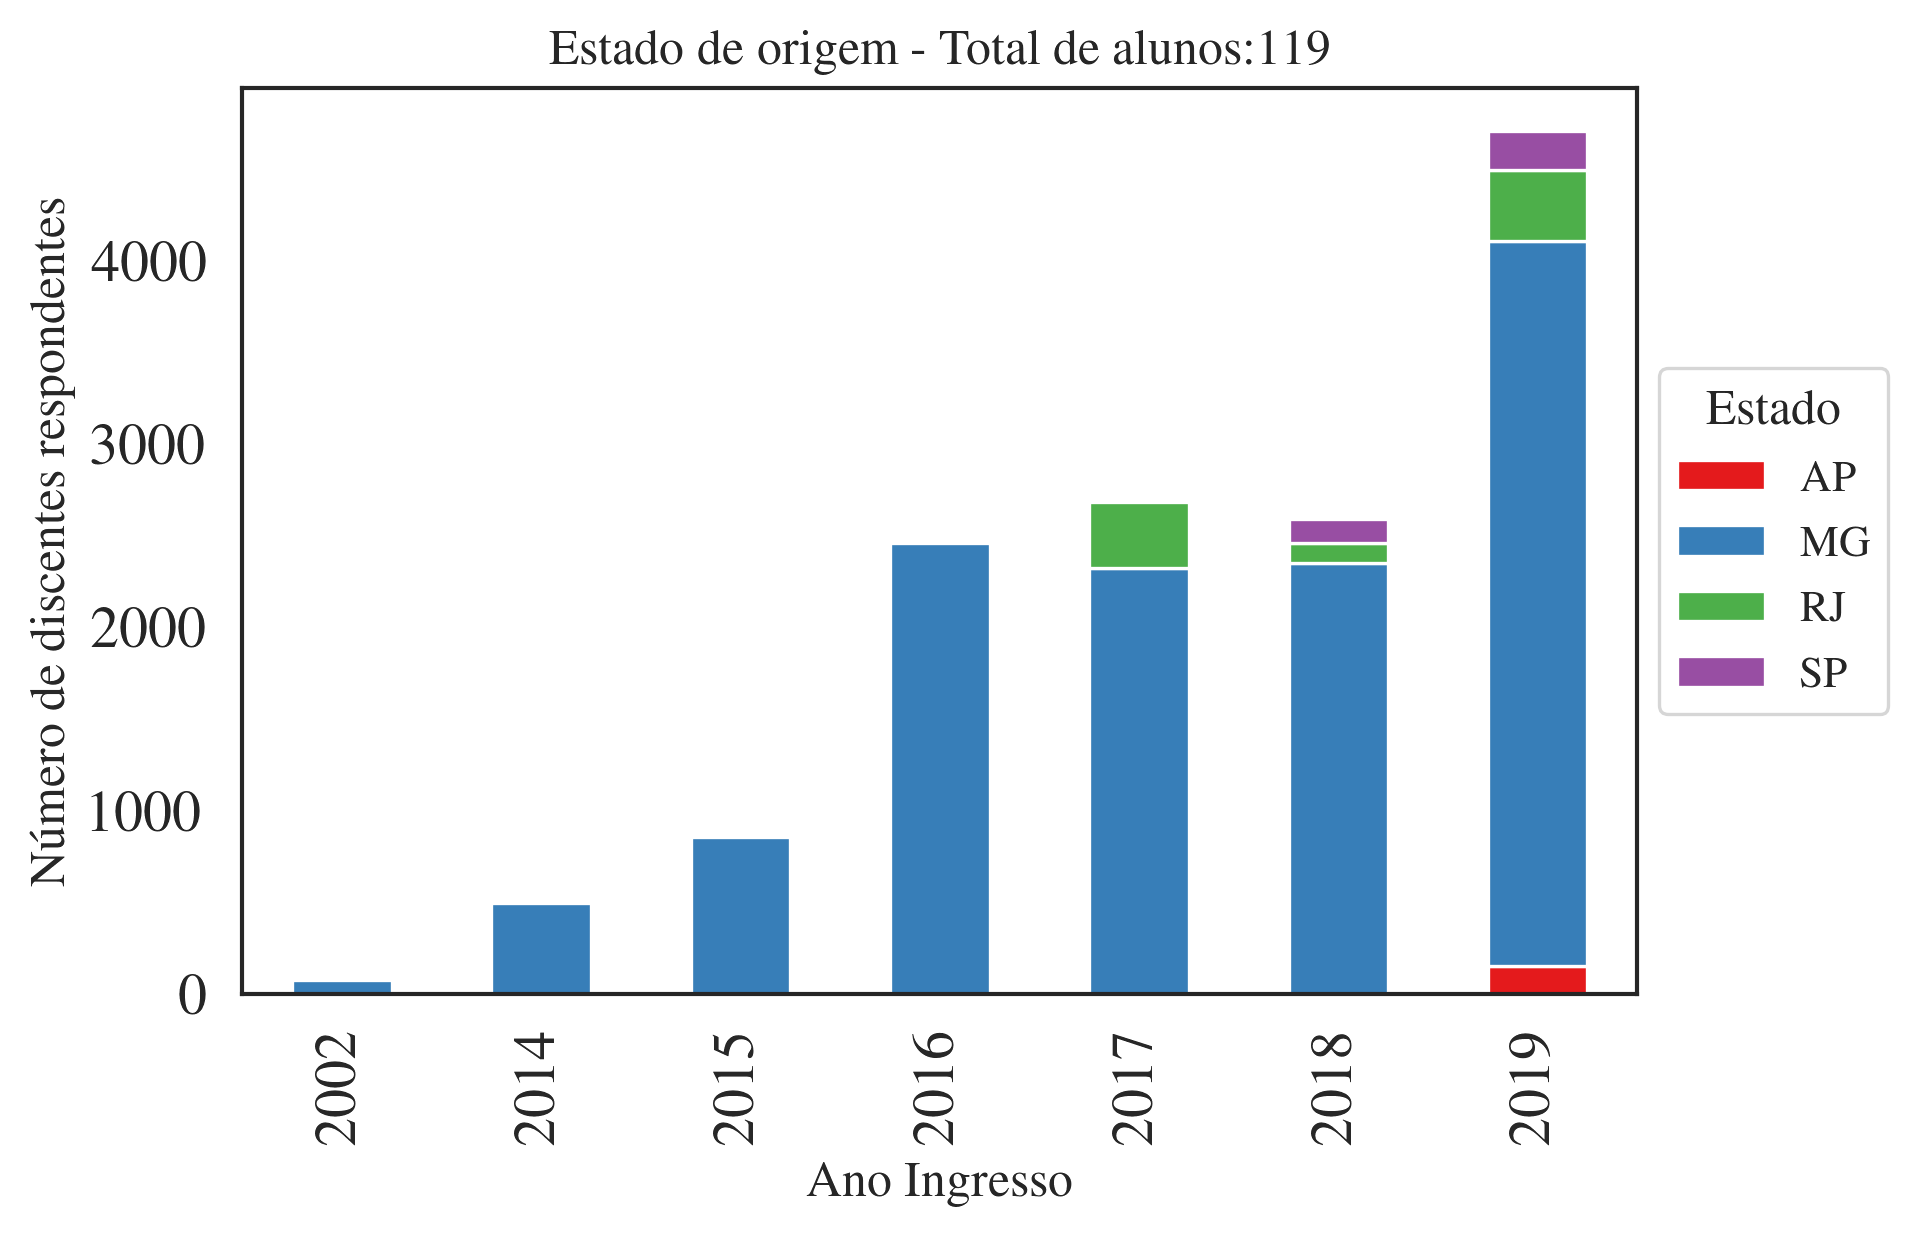 Estado de origem - Total de alunos:119
Número de discentes respondentes
4000
3000
2000
1000
0
2002
2014
2015
2016
2017
2018
2019
Ano Ingresso
Estado
AP
MG
RJ
SP